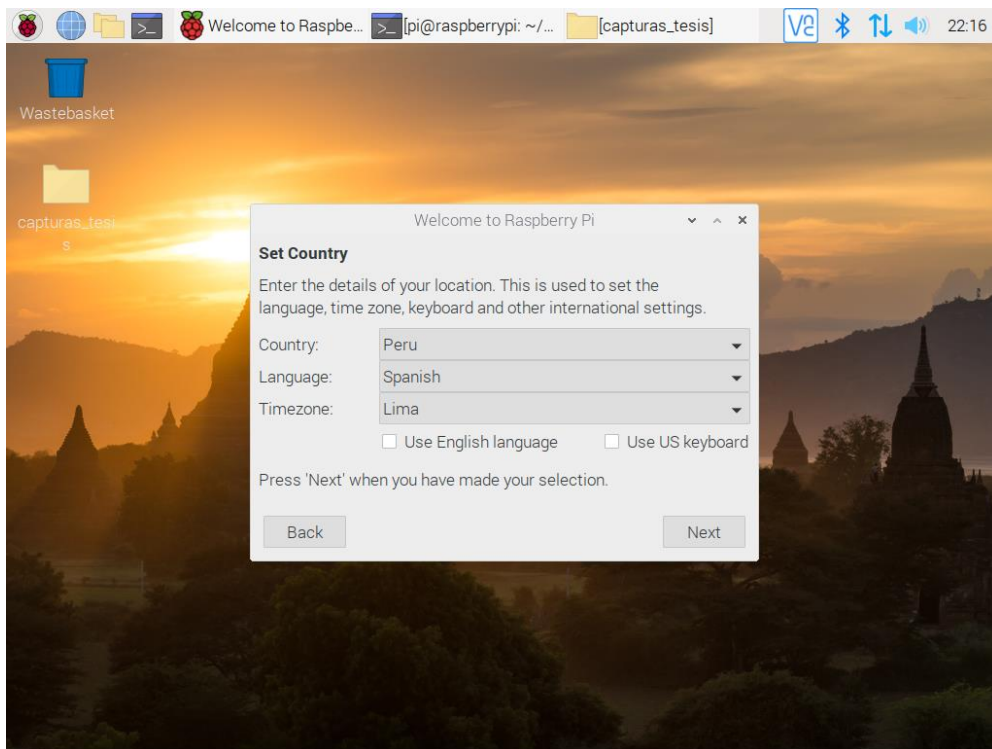 Welcome to Raspbe... [pi@raspberrypi: ~/... [capturas_tesis] V2 22:16
Wastebasket
capturas_tesi
s
Welcome to Raspberry Pi
Set Country
Enter the details of your location. This is used to set the
language, time zone, keyboard and other international settings.
Country: Peru
Language: Spanish
Timezone: Lima
Use English language Use US keyboard
Press 'Next' when you have made your selection.
Back Next